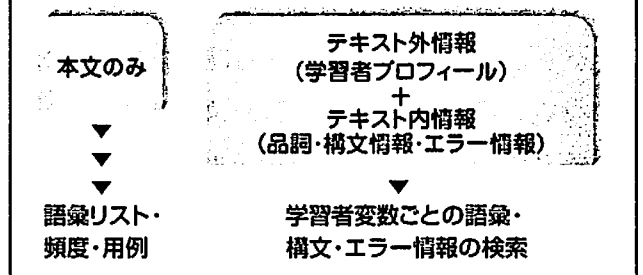 本文のみ
▼
▼
▼
語彙リスト・
頻度・用例
テキスト外情報
(学習者プロフィール)
+
テキスト内情報
(品詞・構文情報・エラー情報)
▼
学習者変数ごとの語彙・
構文・エラー情報の検索